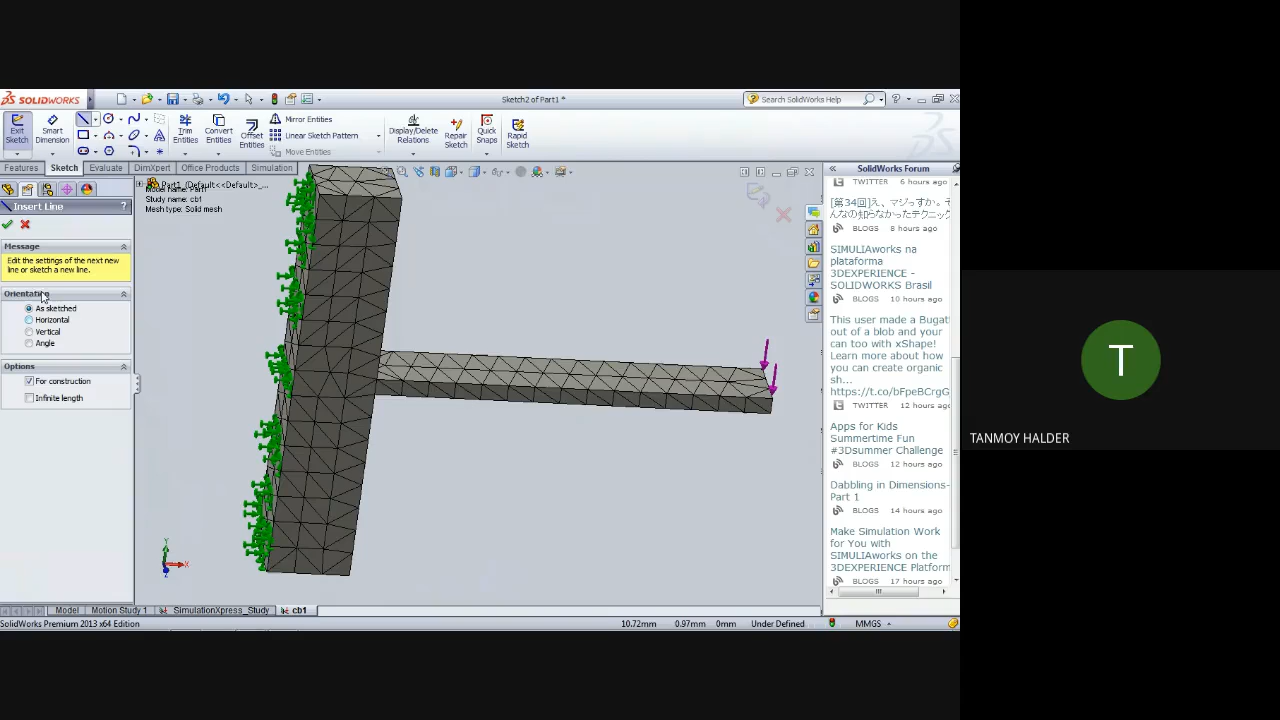 SOLIDWORKS
Sketch2 of Part1 *
Search SolidWorks Help
Exit Sketch
Smart Dimension
Trim Entities
Convert Entities
Offset Entities
Mirror Entities
Linear Sketch Pattern
Move Entities
Display/Delete Relations
Repair Sketch
Quick Snaps
Rapid Sketch
Features
Sketch
Evaluate
DimXpert
Office Products
Simulation
Insert Line
?
Message
Edit the settings of the next new
line or sketch a new line.
Orientation
As sketched
Horizontal
Vertical
Angle
Options
For construction
Infinite length
Part1 (Default<<Default>_...
Study name: cb1
Mesh type: Solid mesh
Y
X
Z
SolidWorks Forum
TWITTER 6 hours ago
BLOGS 8 hours ago
SIMULIAworks na
plataforma
3DEXPERIENCE -
SOLIDWORKS Brasil
BLOGS 10 hours ago
This user made a Bugat
out of a blob and your
can too with xShape!
Learn more about how
you can create organic
sh...
https://t.co/bFpeBCrgG
TWITTER 12 hours ago
Apps for Kids
Summertime Fun
#3Dsummer Challenge
BLOGS 12 hours ago
Dabbling in Dimensions-
Part 1
BLOGS 14 hours ago
Make Simulation Work
for You with
SIMULIAworks on the
3DEXPERIENCE Platform
BLOGS 17 hours ago
Model
Motion Study 1
SimulationXpress_Study
cb1
SolidWorks Premium 2013 x64 Edition
10.72mm 0.97mm 0mm Under Defined
MMGS
T
TANMOY HALDER